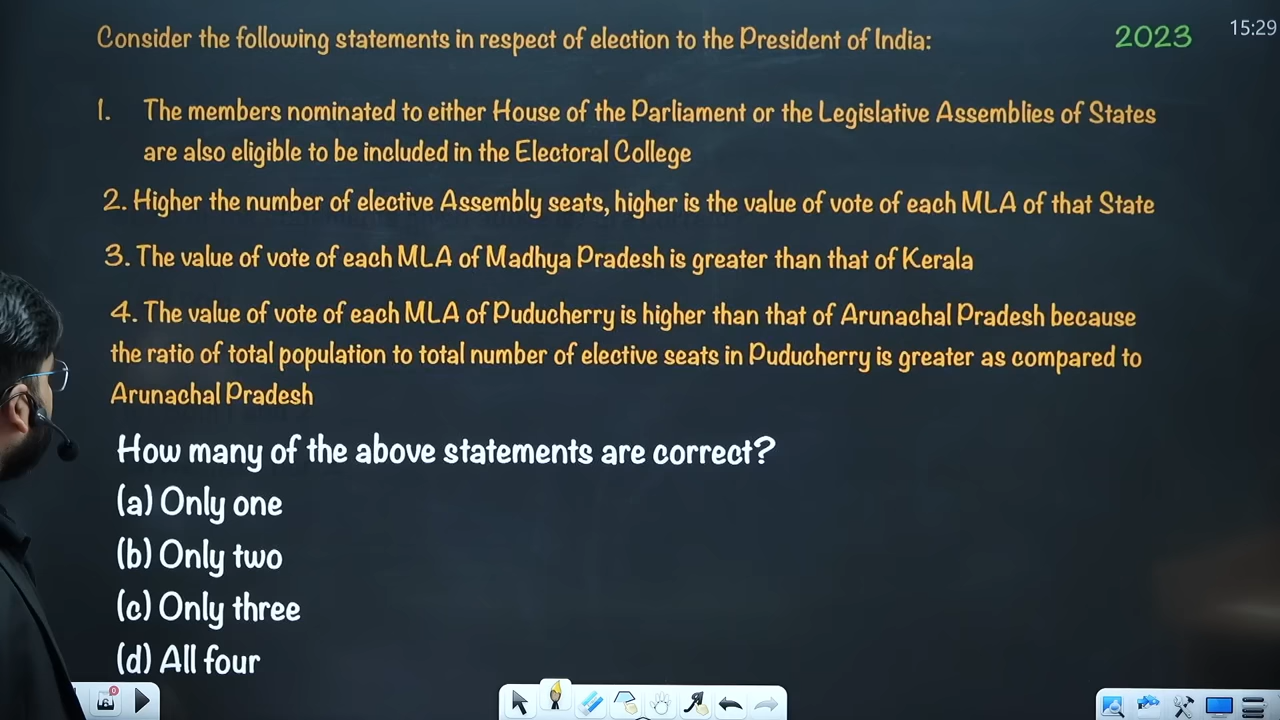 Consider the following statements in respect of election to the President of India:
2023
15:29
1. The members nominated to either House of the Parliament or the Legislative Assemblies of States
are also eligible to be included in the Electoral College
2. Higher the number of elective Assembly seats, higher is the value of vote of each MLA of that State
3. The value of vote of each MLA of Madhya Pradesh is greater than that of Kerala
4. The value of vote of each MLA of Puducherry is higher than that of Arunachal Pradesh because
the ratio of total population to total number of elective seats in Puducherry is greater as compared to
Arunachal Pradesh
How many of the above statements are correct?
(a) Only one
(b) Only two
(c) Only three
(d) All four
0